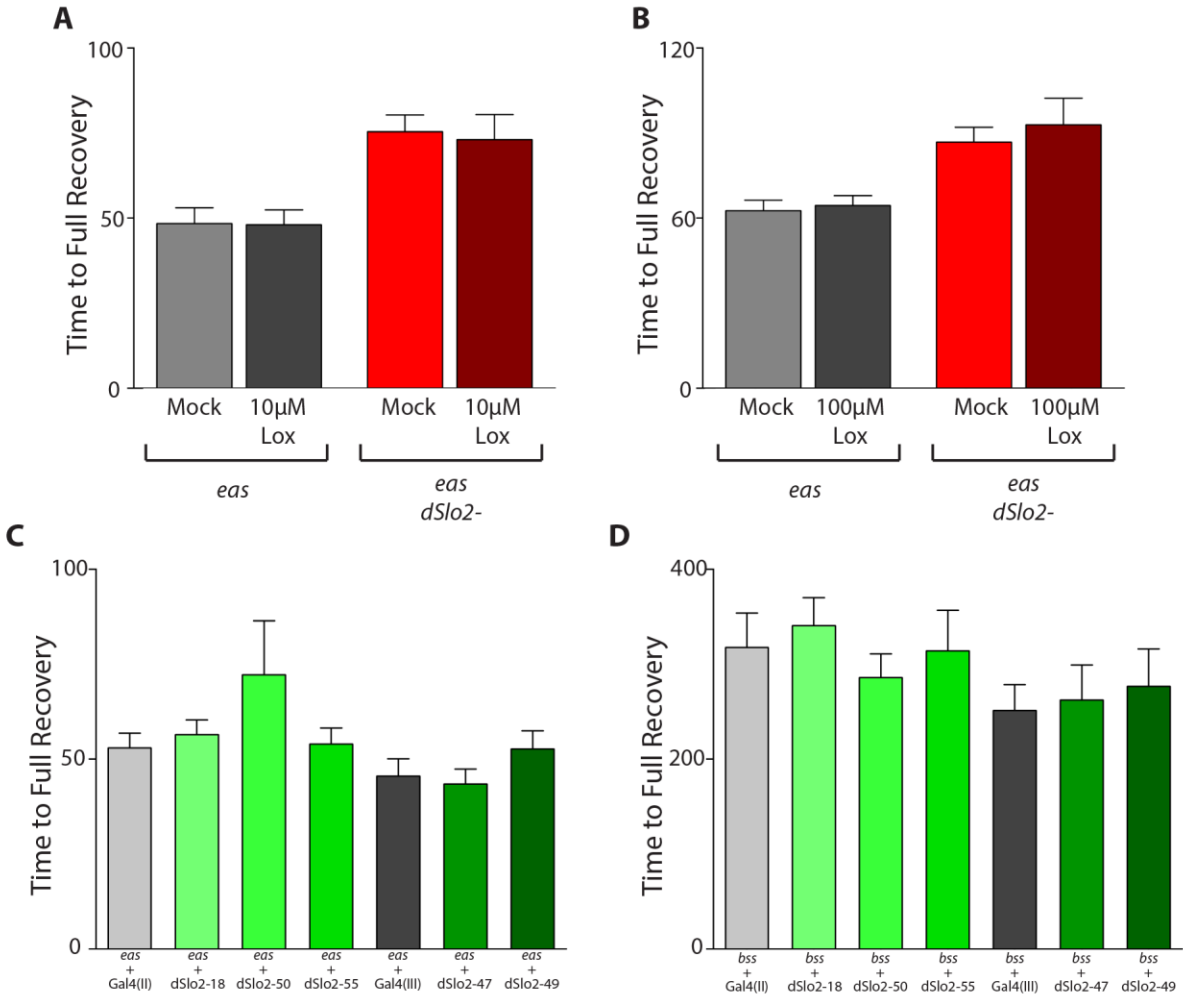 A
100
50
0
Time to Full Recovery
Mock 10µM Mock 10µM
Lox Lox
eas eas
dSlo2-
B
120
60
0
Time to Full Recovery
Mock 100µM Mock 100µM
Lox Lox
eas eas
dSlo2-
C
100
50
0
Time to Full Recovery
eas eas eas eas eas eas eas
+ + + + + + +
Gal4(II) dSlo2-18 dSlo2-50 dSlo2-55 Gal4(III) dSlo2-47 dSlo2-49
D
400
200
0
Time to Full Recovery
bss bss bss bss bss bss bss
+ + + + + + +
Gal4(II) dSlo2-18 dSlo2-50 dSlo2-55 Gal4(III) dSlo2-47 dSlo2-49